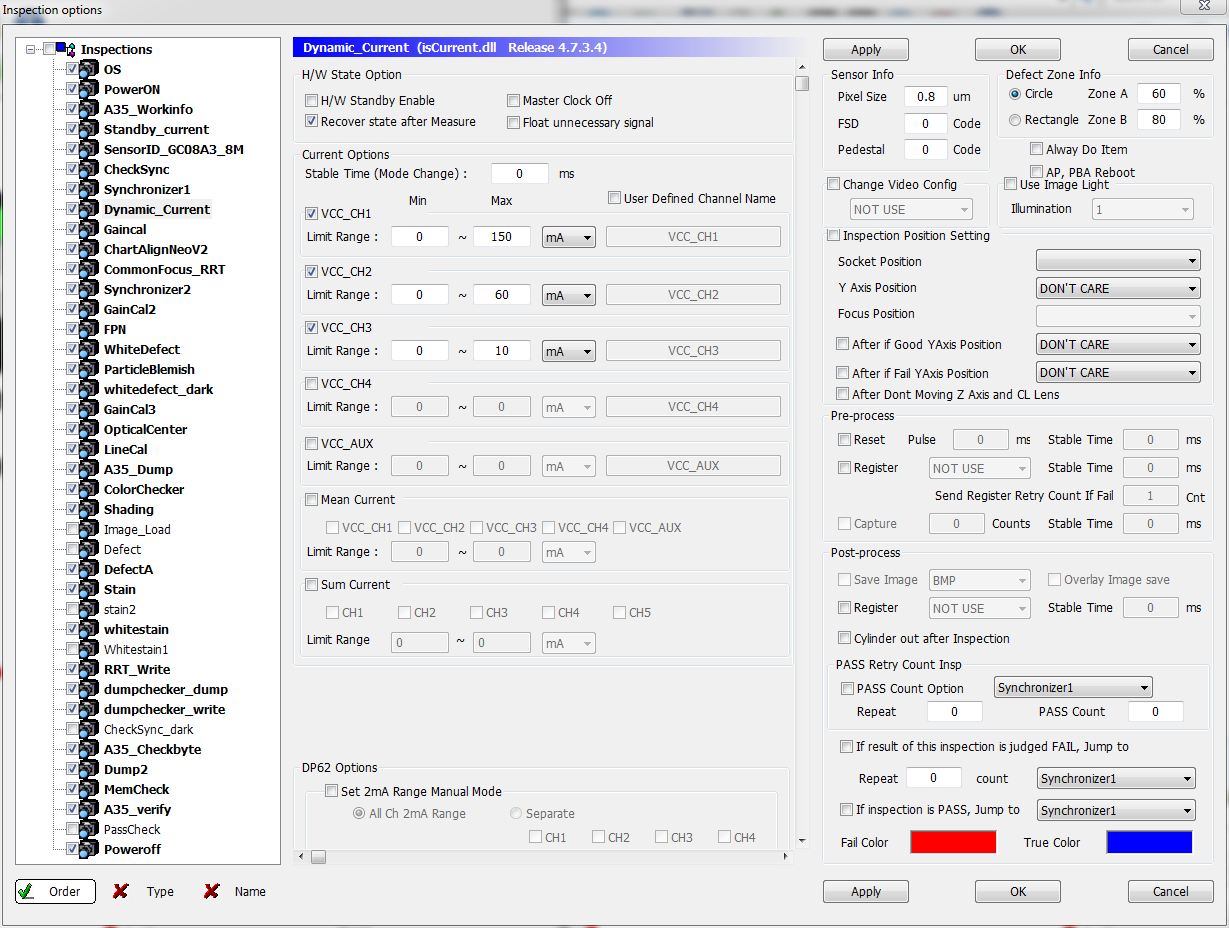 Inspection options
Inspections
OS
PowerON
A35_Workinfo
Standby_current
SensorID_GC08A3_8M
CheckSync
Synchronizer1
Dynamic_Current
Gaincal
ChartAlignNeoV2
CommonFocus_RRT
Synchronizer2
GainCal2
FPN
WhiteDefect
ParticleBlemish
whitedefect_dark
GainCal3
OpticalCenter
LineCal
A35_Dump
ColorChecker
Shading
Image_Load
Defect
DefectA
Stain
stain2
whitestain
Whitestain1
RRT_Write
dumpchecker_dump
dumpchecker_write
CheckSync_dark
A35_Checkbyte
Dump2
MemCheck
A35_verify
PassCheck
Poweroff
Order Type Name
Dynamic_Current (isCurrent.dll Release 4.7.3.4)
H/W State Option
H/W Standby Enable Master Clock Off
Recover state after Measure Float unnecessary signal
Current Options
Stable Time (Mode Change) : 0 ms
Min Max User Defined Channel Name
VCC_CH1
Limit Range : 0 ~ 150 mA VCC_CH1
VCC_CH2
Limit Range : 0 ~ 60 mA VCC_CH2
VCC_CH3
Limit Range : 0 ~ 10 mA VCC_CH3
VCC_CH4
Limit Range : 0 ~ 0 mA VCC_CH4
VCC_AUX
Limit Range : 0 ~ 0 mA VCC_AUX
Mean Current
VCC_CH1 VCC_CH2 VCC_CH3 VCC_CH4 VCC_AUX
Limit Range : 0 ~ 0 mA
Sum Current
CH1 CH2 CH3 CH4 CH5
Limit Range 0 ~ 0 mA
DP62 Options
Set 2mA Range Manual Mode
All Ch 2mA Range Separate
CH1 CH2 CH3 CH4
Apply OK Cancel
Sensor Info
Pixel Size 0.8 um
FSD 0 Code
Pedestal 0 Code
Defect Zone Info
Circle Zone A 60 %
Rectangle Zone B 80 %
Alway Do Item
AP, PBA Reboot
Change Video Config
NOT USE
Use Image Light
Illumination 1
Inspection Position Setting
Socket Position
Y Axis Position DON'T CARE
Focus Position
After if Good YAxis Position DON'T CARE
After if Fail YAxis Position DON'T CARE
After Dont Moving Z Axis and CL Lens
Pre-process
Reset Pulse 0 ms Stable Time 0 ms
Register NOT USE Stable Time 0 ms
Send Register Retry Count If Fail 1 Cnt
Capture 0 Counts Stable Time 0 ms
Post-process
Save Image BMP Overlay Image save
Register NOT USE Stable Time 0 ms
Cylinder out after Inspection
PASS Retry Count Insp
PASS Count Option Synchronizer1
Repeat 0 PASS Count 0
If result of this inspection is judged FAIL, Jump to
Repeat 0 count Synchronizer1
If inspection is PASS, Jump to Synchronizer1
Fail Color True Color
Apply OK Cancel